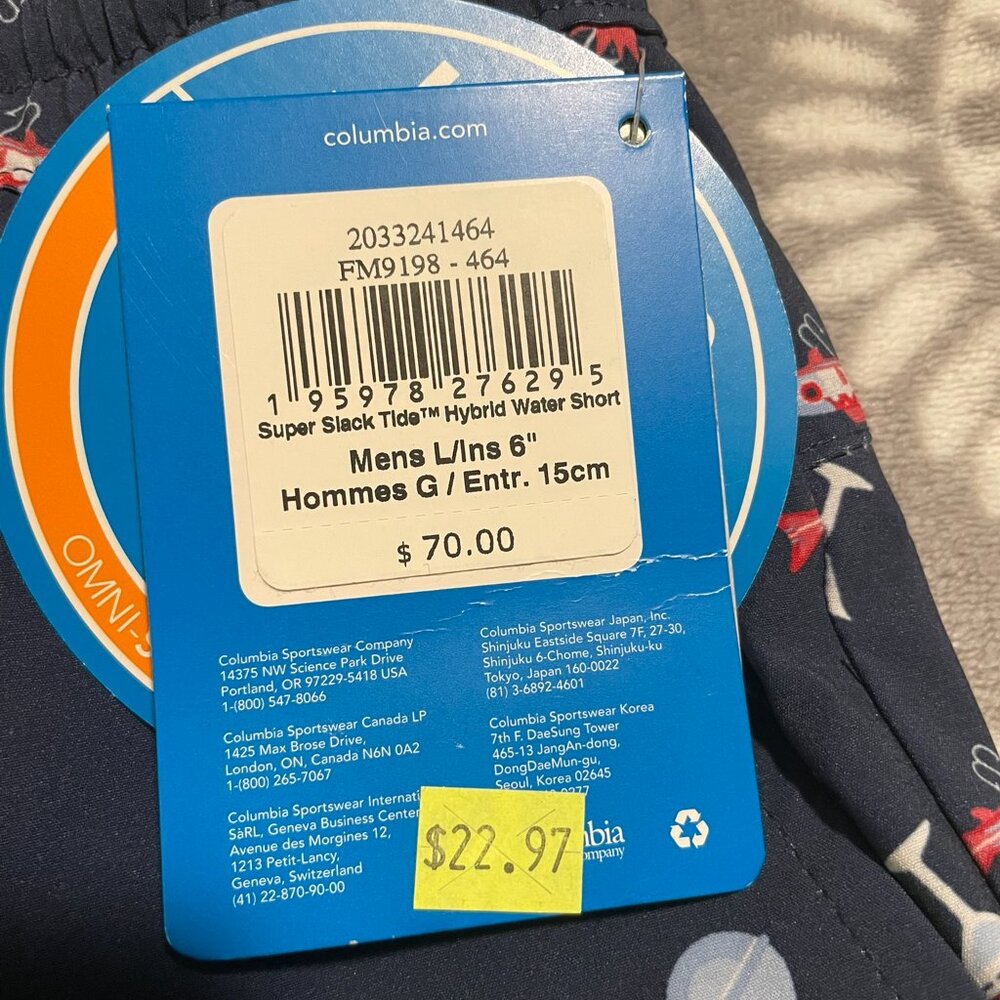 columbia.com
2033241464
FM9198 - 464
1 95978 27629 5
Super Slack Tide™ Hybrid Water Short
Mens L/Ins 6"
Hommes G / Entr. 15cm
$ 70.00
OMNI-S
Columbia Sportswear Company
14375 NW Science Park Drive
Portland, OR 97229-5418 USA
1-(800) 547-8066
Columbia Sportswear Canada LP
1425 Max Brose Drive,
London, ON, Canada N6N 0A2
1-(800) 265-7067
Columbia Sportswear Internati
SàRL, Geneva Business Center
Avenue des Morgines 12,
1213 Petit-Lancy,
Geneva, Switzerland
(41) 22-870-90-00
Columbia Sportswear Japan, Inc.
Shinjuku Eastside Square 7F, 27-30,
Shinjuku 6-Chome, Shinjuku-ku
Tokyo, Japan 160-0022
(81) 3-6892-4601
Columbia Sportswear Korea
7th F. DaeSung Tower
465-13 JangAn-dong,
DongDaeMun-gu,
Seoul, Korea 02645
$22.97
mbia
ompany